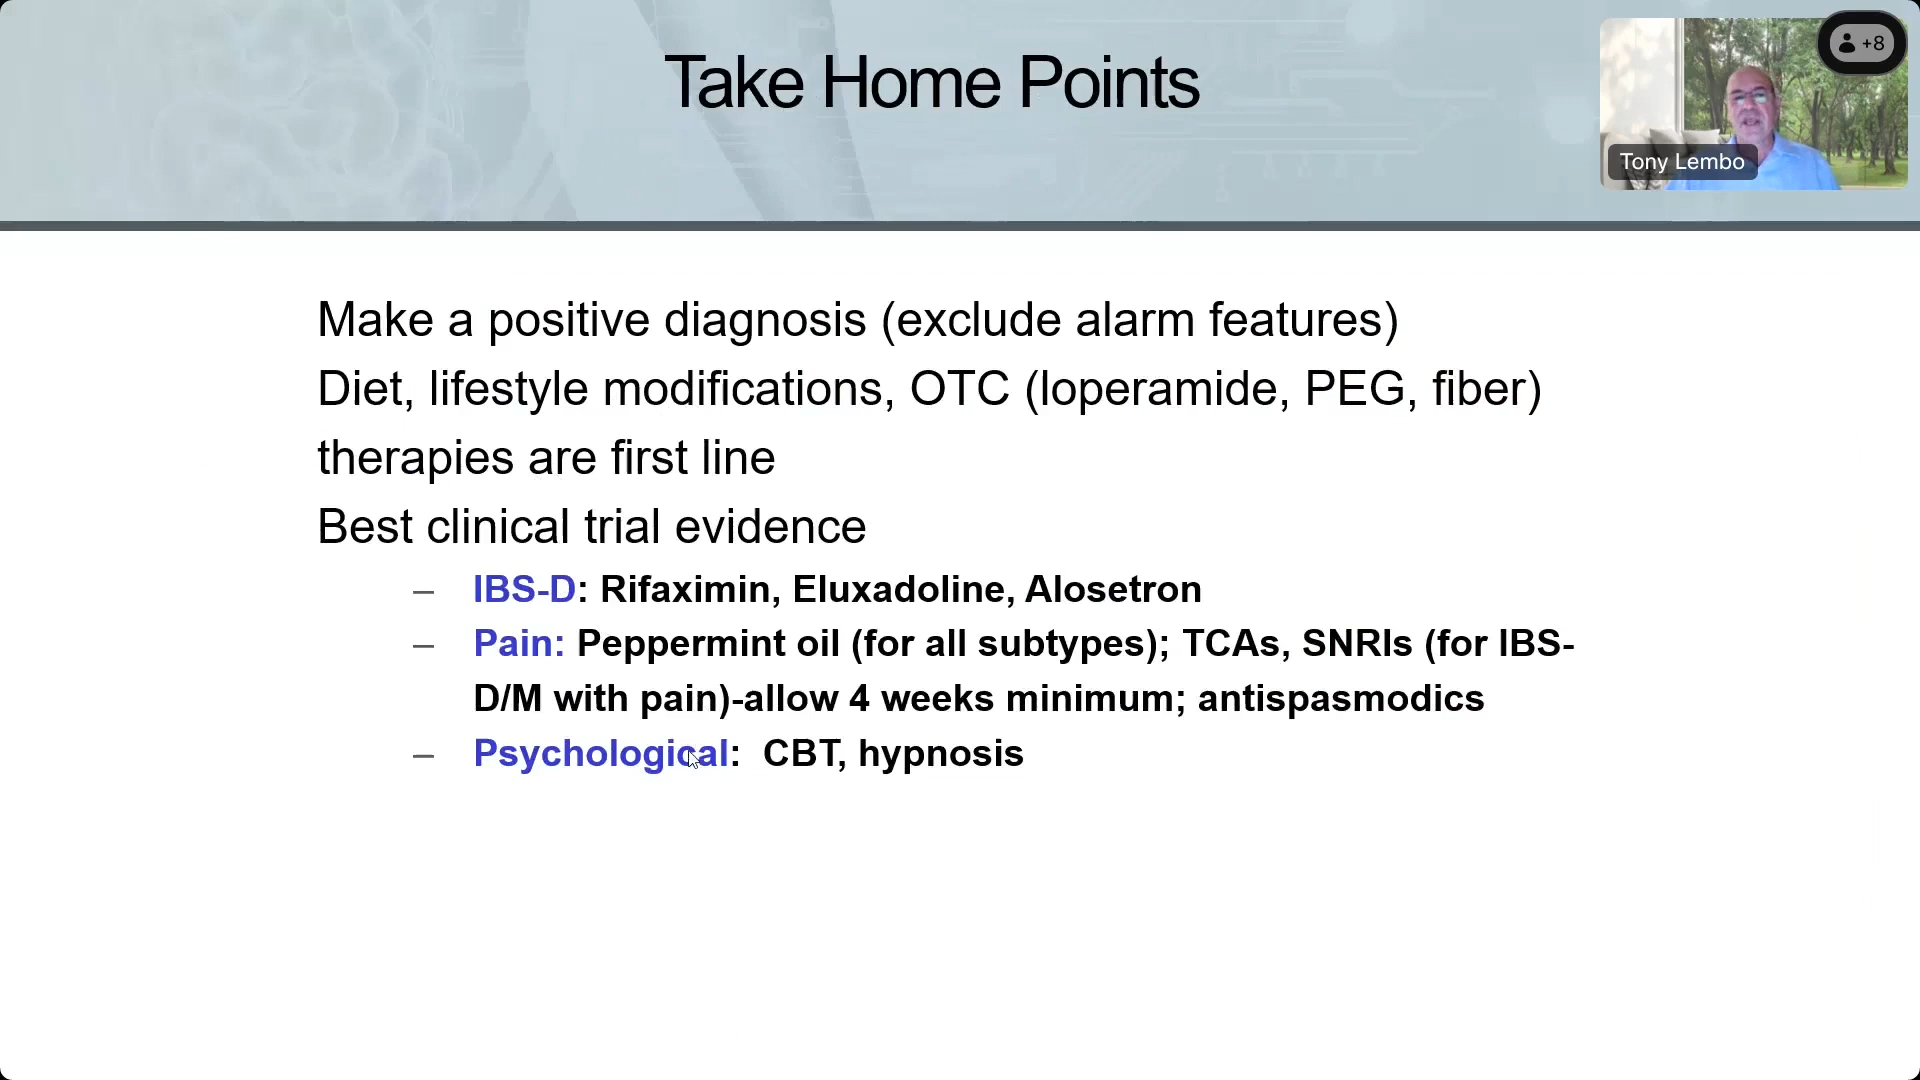 Take Home Points
+8
Tony Lembo
Make a positive diagnosis (exclude alarm features)
Diet, lifestyle modifications, OTC (loperamide, PEG, fiber)
therapies are first line
Best clinical trial evidence
– IBS-D: Rifaximin, Eluxadoline, Alosetron
– Pain: Peppermint oil (for all subtypes); TCAs, SNRIs (for IBS-
D/M with pain)-allow 4 weeks minimum; antispasmodics
– Psychological:  CBT, hypnosis